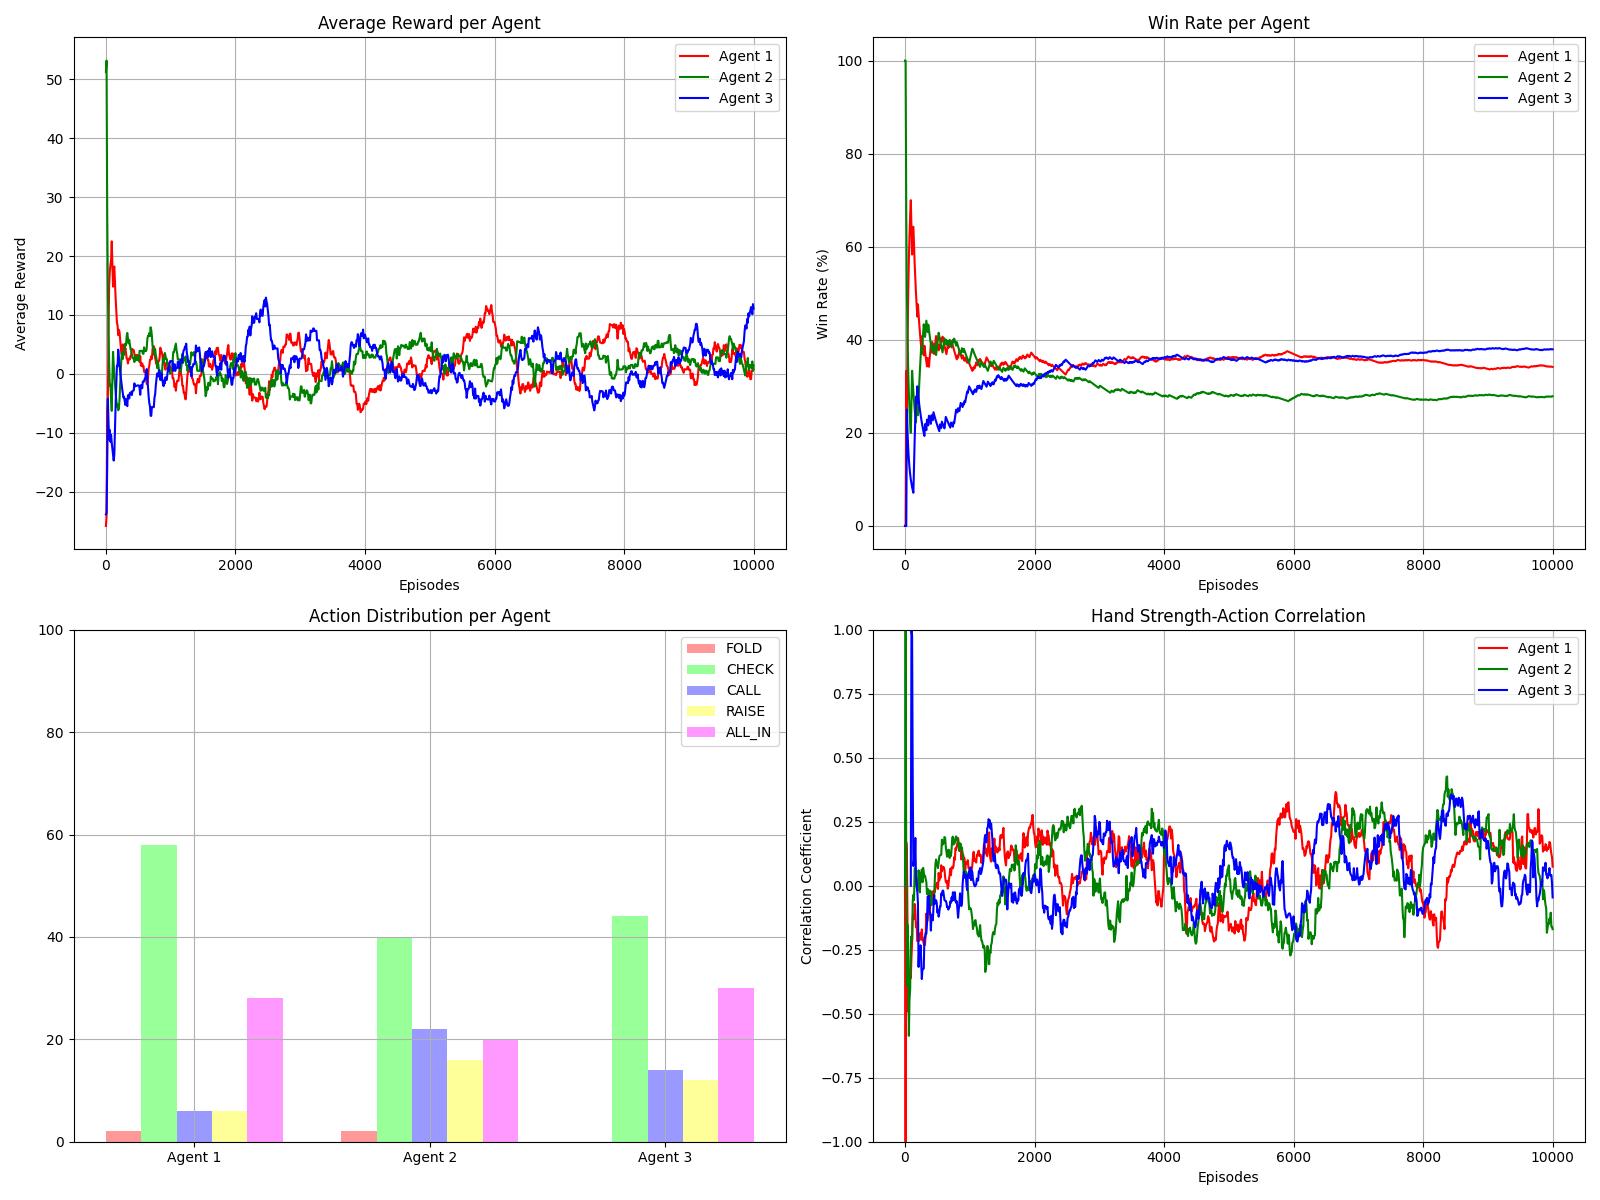 Average Reward per Agent
Agent 1
Agent 2
Agent 3
50
40
30
20
10
0
−10
−20
Average Reward
0 2000 4000 6000 8000 10000
Episodes
Win Rate per Agent
Agent 1
Agent 2
Agent 3
100
80
60
40
20
0
Win Rate (%)
0 2000 4000 6000 8000 10000
Episodes
Action Distribution per Agent
FOLD
CHECK
CALL
RAISE
ALL_IN
100
80
60
40
20
0
Agent 1 Agent 2 Agent 3
Hand Strength-Action Correlation
Agent 1
Agent 2
Agent 3
1.00
0.75
0.50
0.25
0.00
−0.25
−0.50
−0.75
−1.00
Correlation Coefficient
0 2000 4000 6000 8000 10000
Episodes